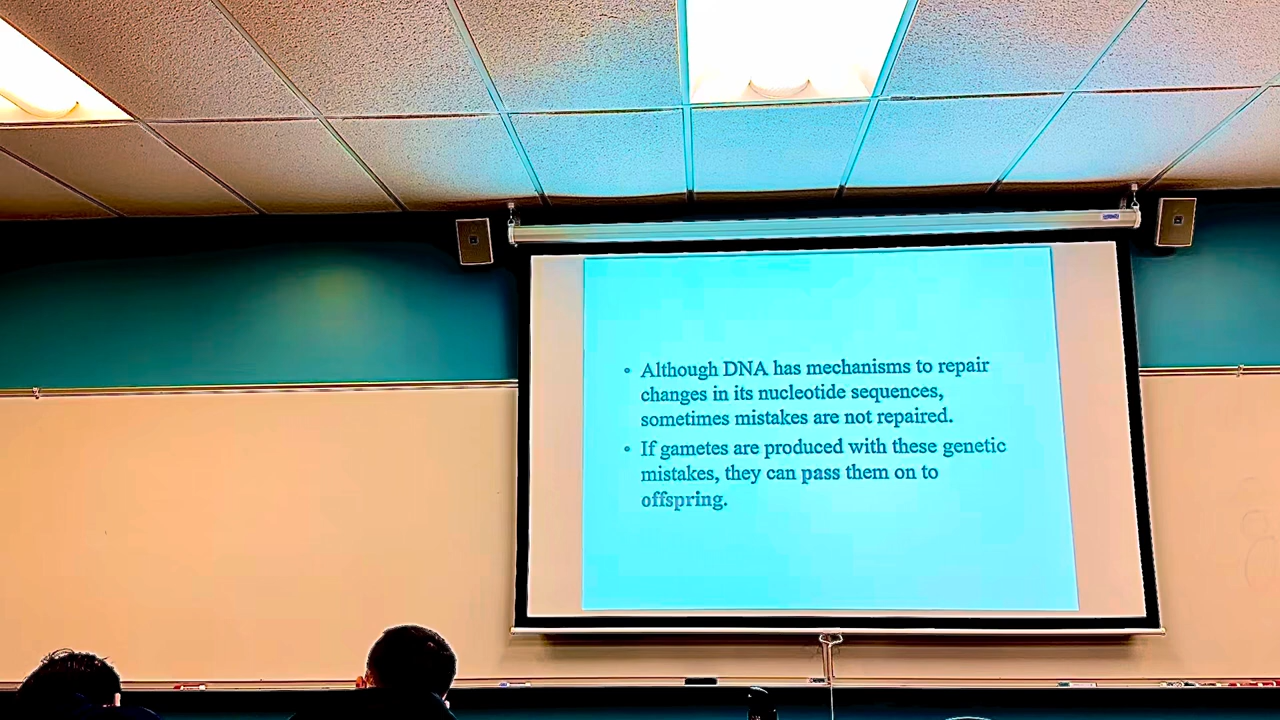 • Although DNA has mechanisms to repair
changes in its nucleotide sequences,
sometimes mistakes are not repaired.
• If gametes are produced with these genetic
mistakes, they can pass them on to
offspring.